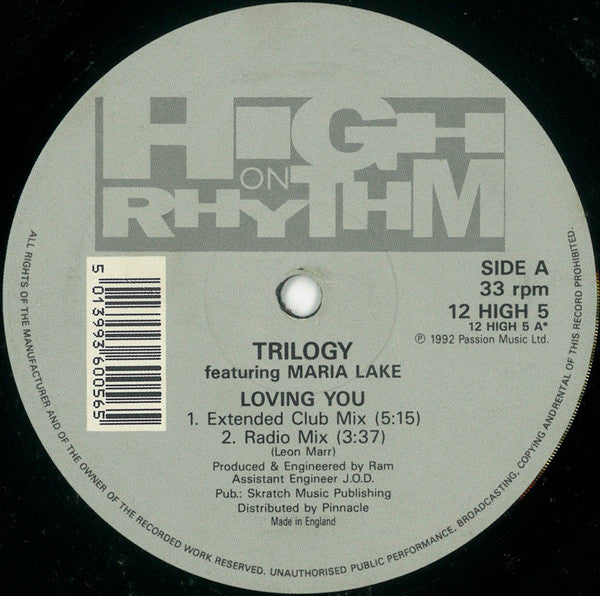 HIGH
ON
RHYTHM
SIDE A
33 rpm
12 HIGH 5
12 HIGH 5 A*
℗ 1992 Passion Music Ltd.
5 013993 600565
TRILOGY
featuring MARIA LAKE
LOVING YOU
1. Extended Club Mix (5:15)
2. Radio Mix (3:37)
(Leon Marr)
Produced & Engineered by Ram
Assistant Engineer J.O.D.
Pub.: Skratch Music Publishing
Distributed by Pinnacle
Made in England
ALL RIGHTS OF THE MANUFACTURER AND OF THE OWNER OF THE RECORDED WORK RESERVED. UNAUTHORISED PUBLIC PERFORMANCE, BROADCASTING, COPYING AND RENTAL OF THIS RECORD PROHIBITED.